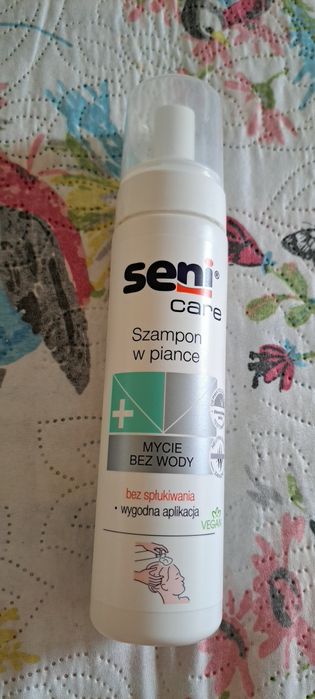 seni®
care
Szampon
w piance
MYCIE
BEZ WODY
bez spłukiwania
• wygodna aplikacja
VEGAN